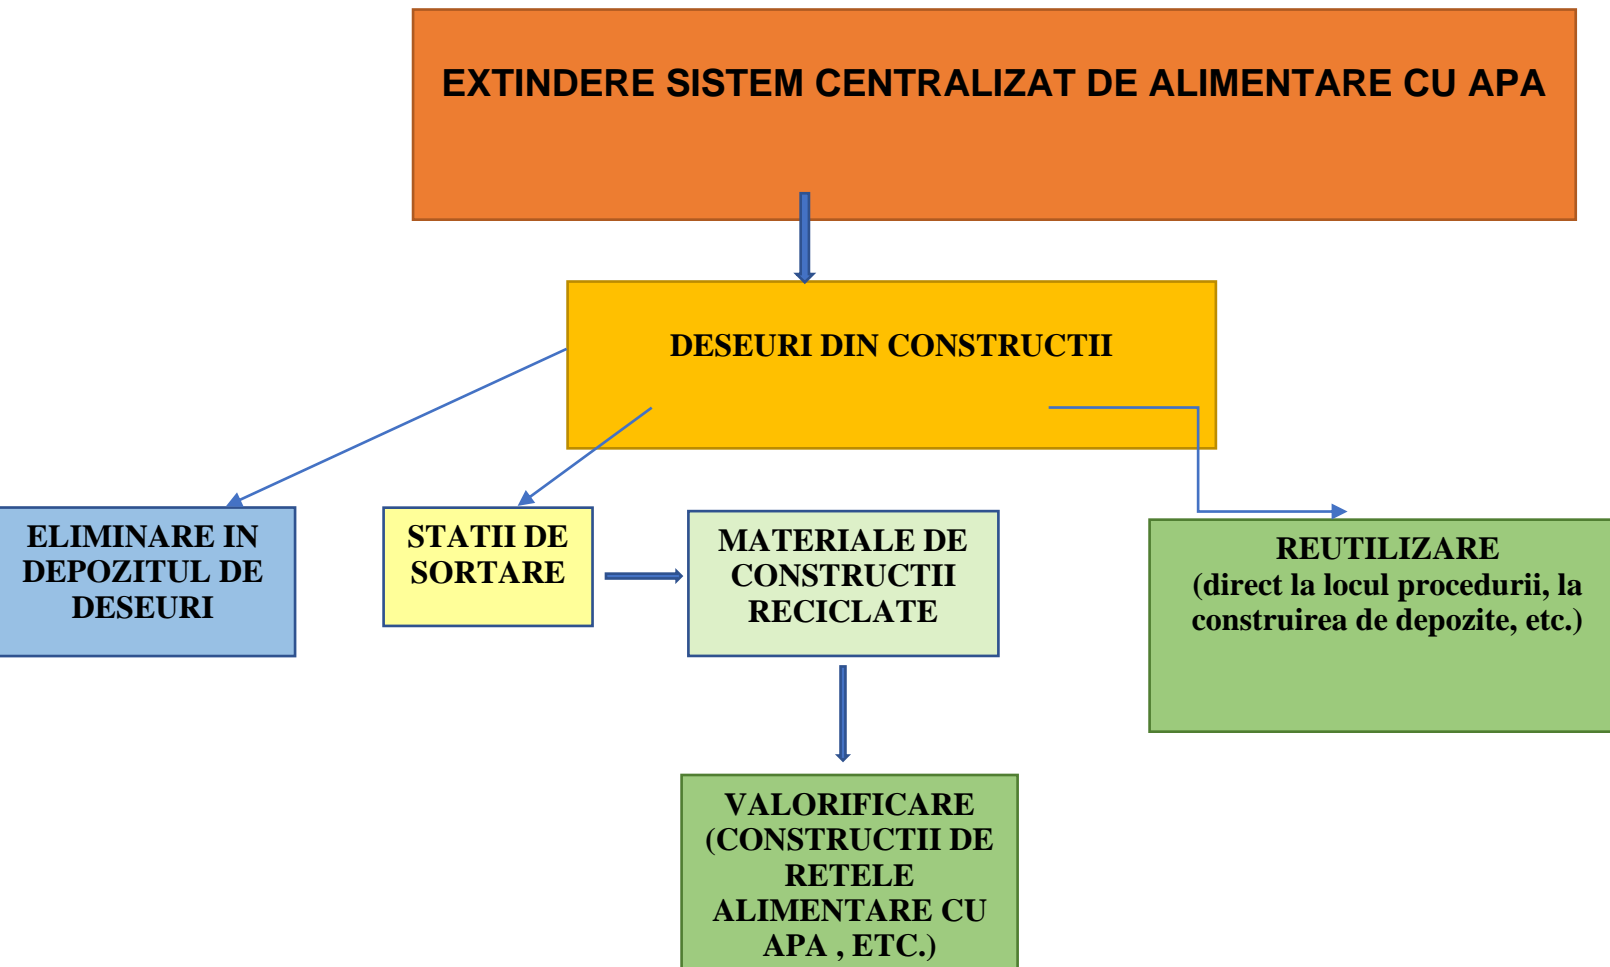 EXTINDERE SISTEM CENTRALIZAT DE ALIMENTARE CU APA
DESEURI DIN CONSTRUCTII
ELIMINARE IN
DEPOZITUL DE
DESEURI
STATII DE
SORTARE
MATERIALE DE
CONSTRUCTII
RECICLATE
REUTILIZARE
(direct la locul procedurii, la
construirea de depozite, etc.)
VALORIFICARE
(CONSTRUCTII DE
RETELE
ALIMENTARE CU
APA , ETC.)